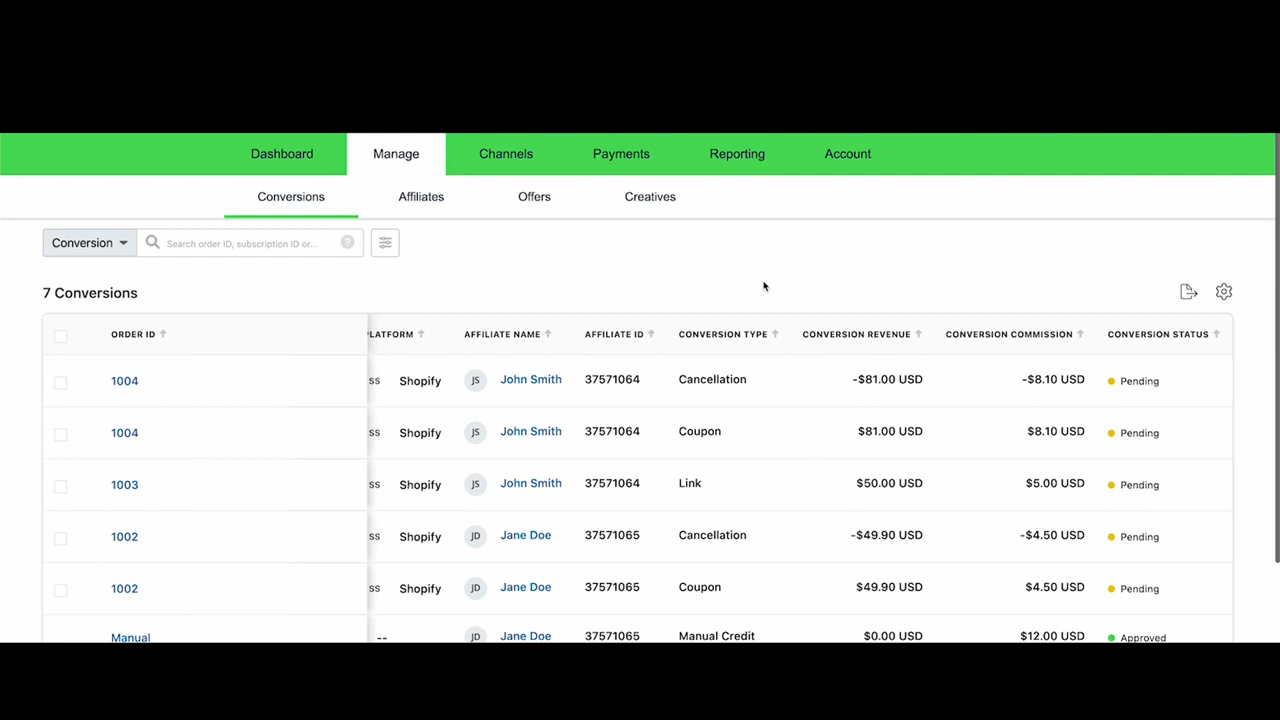 Dashboard Manage Channels Payments Reporting Account
Conversions Affiliates Offers Creatives
Conversion Search order ID, subscription ID or... ?
7 Conversions
ORDER ID PLATFORM AFFILIATE NAME AFFILIATE ID CONVERSION TYPE CONVERSION REVENUE CONVERSION COMMISSION CONVERSION STATUS
1004 ss Shopify JS John Smith 37571064 Cancellation -$81.00 USD -$8.10 USD Pending
1004 ss Shopify JS John Smith 37571064 Coupon $81.00 USD $8.10 USD Pending
1003 ss Shopify JS John Smith 37571064 Link $50.00 USD $5.00 USD Pending
1002 ss Shopify JD Jane Doe 37571065 Cancellation -$49.90 USD -$4.50 USD Pending
1002 ss Shopify JD Jane Doe 37571065 Coupon $49.90 USD $4.50 USD Pending
Manual -- JD Jane Doe 37571065 Manual Credit $0.00 USD $12.00 USD Approved